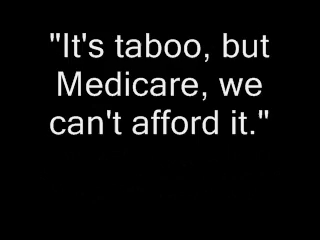 "It's taboo, but
Medicare, we
can't afford it."